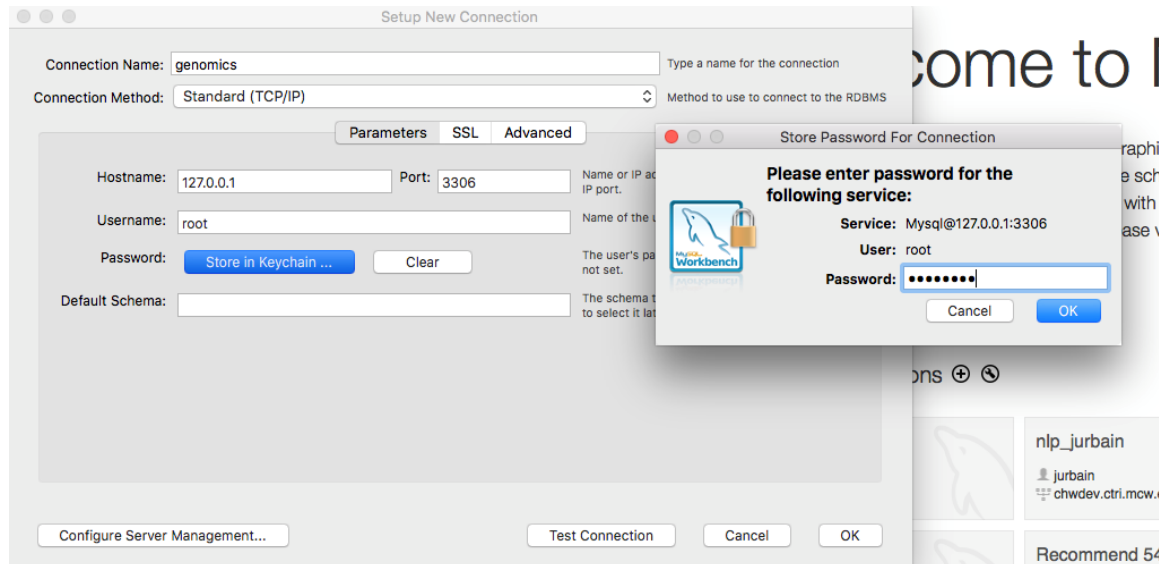 Setup New Connection
Connection Name: genomics Type a name for the connection
Connection Method: Standard (TCP/IP) Method to use to connect to the RDBMS
Parameters SSL Advanced
Hostname: 127.0.0.1 Port: 3306 Name or IP
IP port.
Username: root Name of the
Password: Store in Keychain ... Clear The user's
not set.
Default Schema: The schema
to select it
Configure Server Management... Test Connection Cancel OK
Store Password For Connection
Please enter password for the
following service:
Service: Mysql@127.0.0.1:3306
User: root
Password: ••••••••
Cancel OK
MySQL
Workbench
come to
with
nlp_jurbain
jurbain
chwdev.ctri.mcw.
Recommend 54